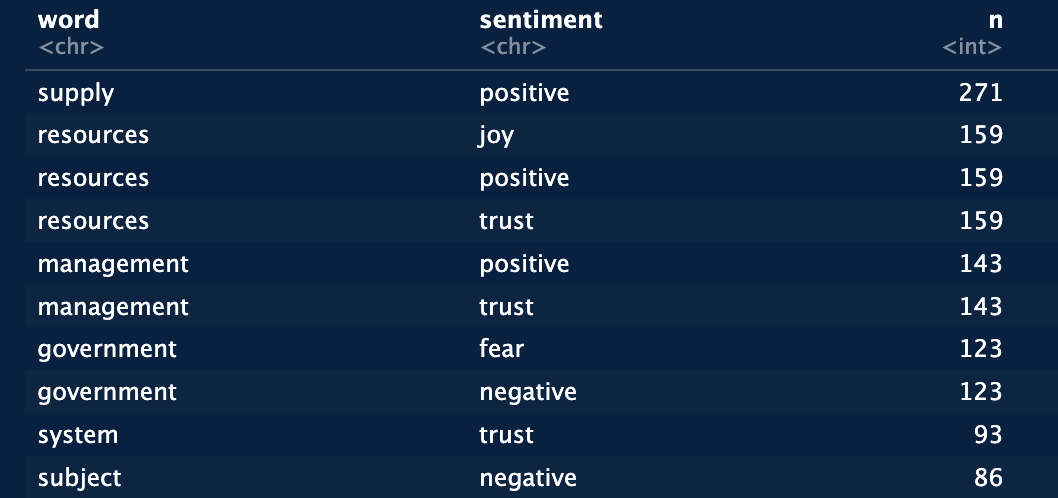 word sentiment n
<chr> <chr> <int>
supply positive 271
resources joy 159
resources positive 159
resources trust 159
management positive 143
management trust 143
government fear 123
government negative 123
system trust 93
subject negative 86